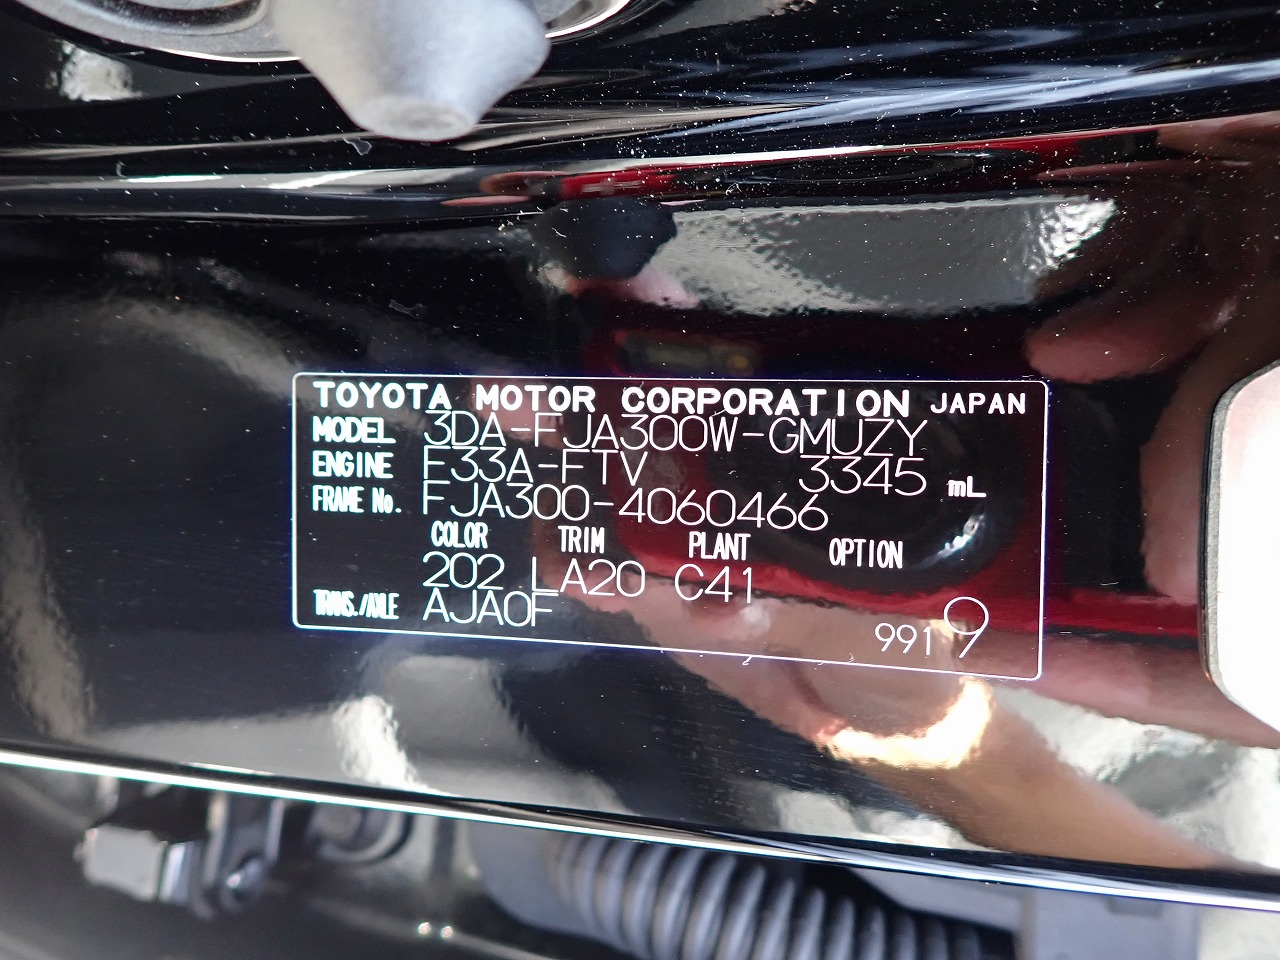 TOYOTA MOTOR CORPORATION JAPAN
MODEL 3DA-FJA300W-GMUZY
ENGINE F33A-FTV 3345 mL
FRAME No. FJA300-4060466
COLOR TRIM PLANT OPTION
202 LA20 C41
TRANS./AXLE AJA0F
991 9